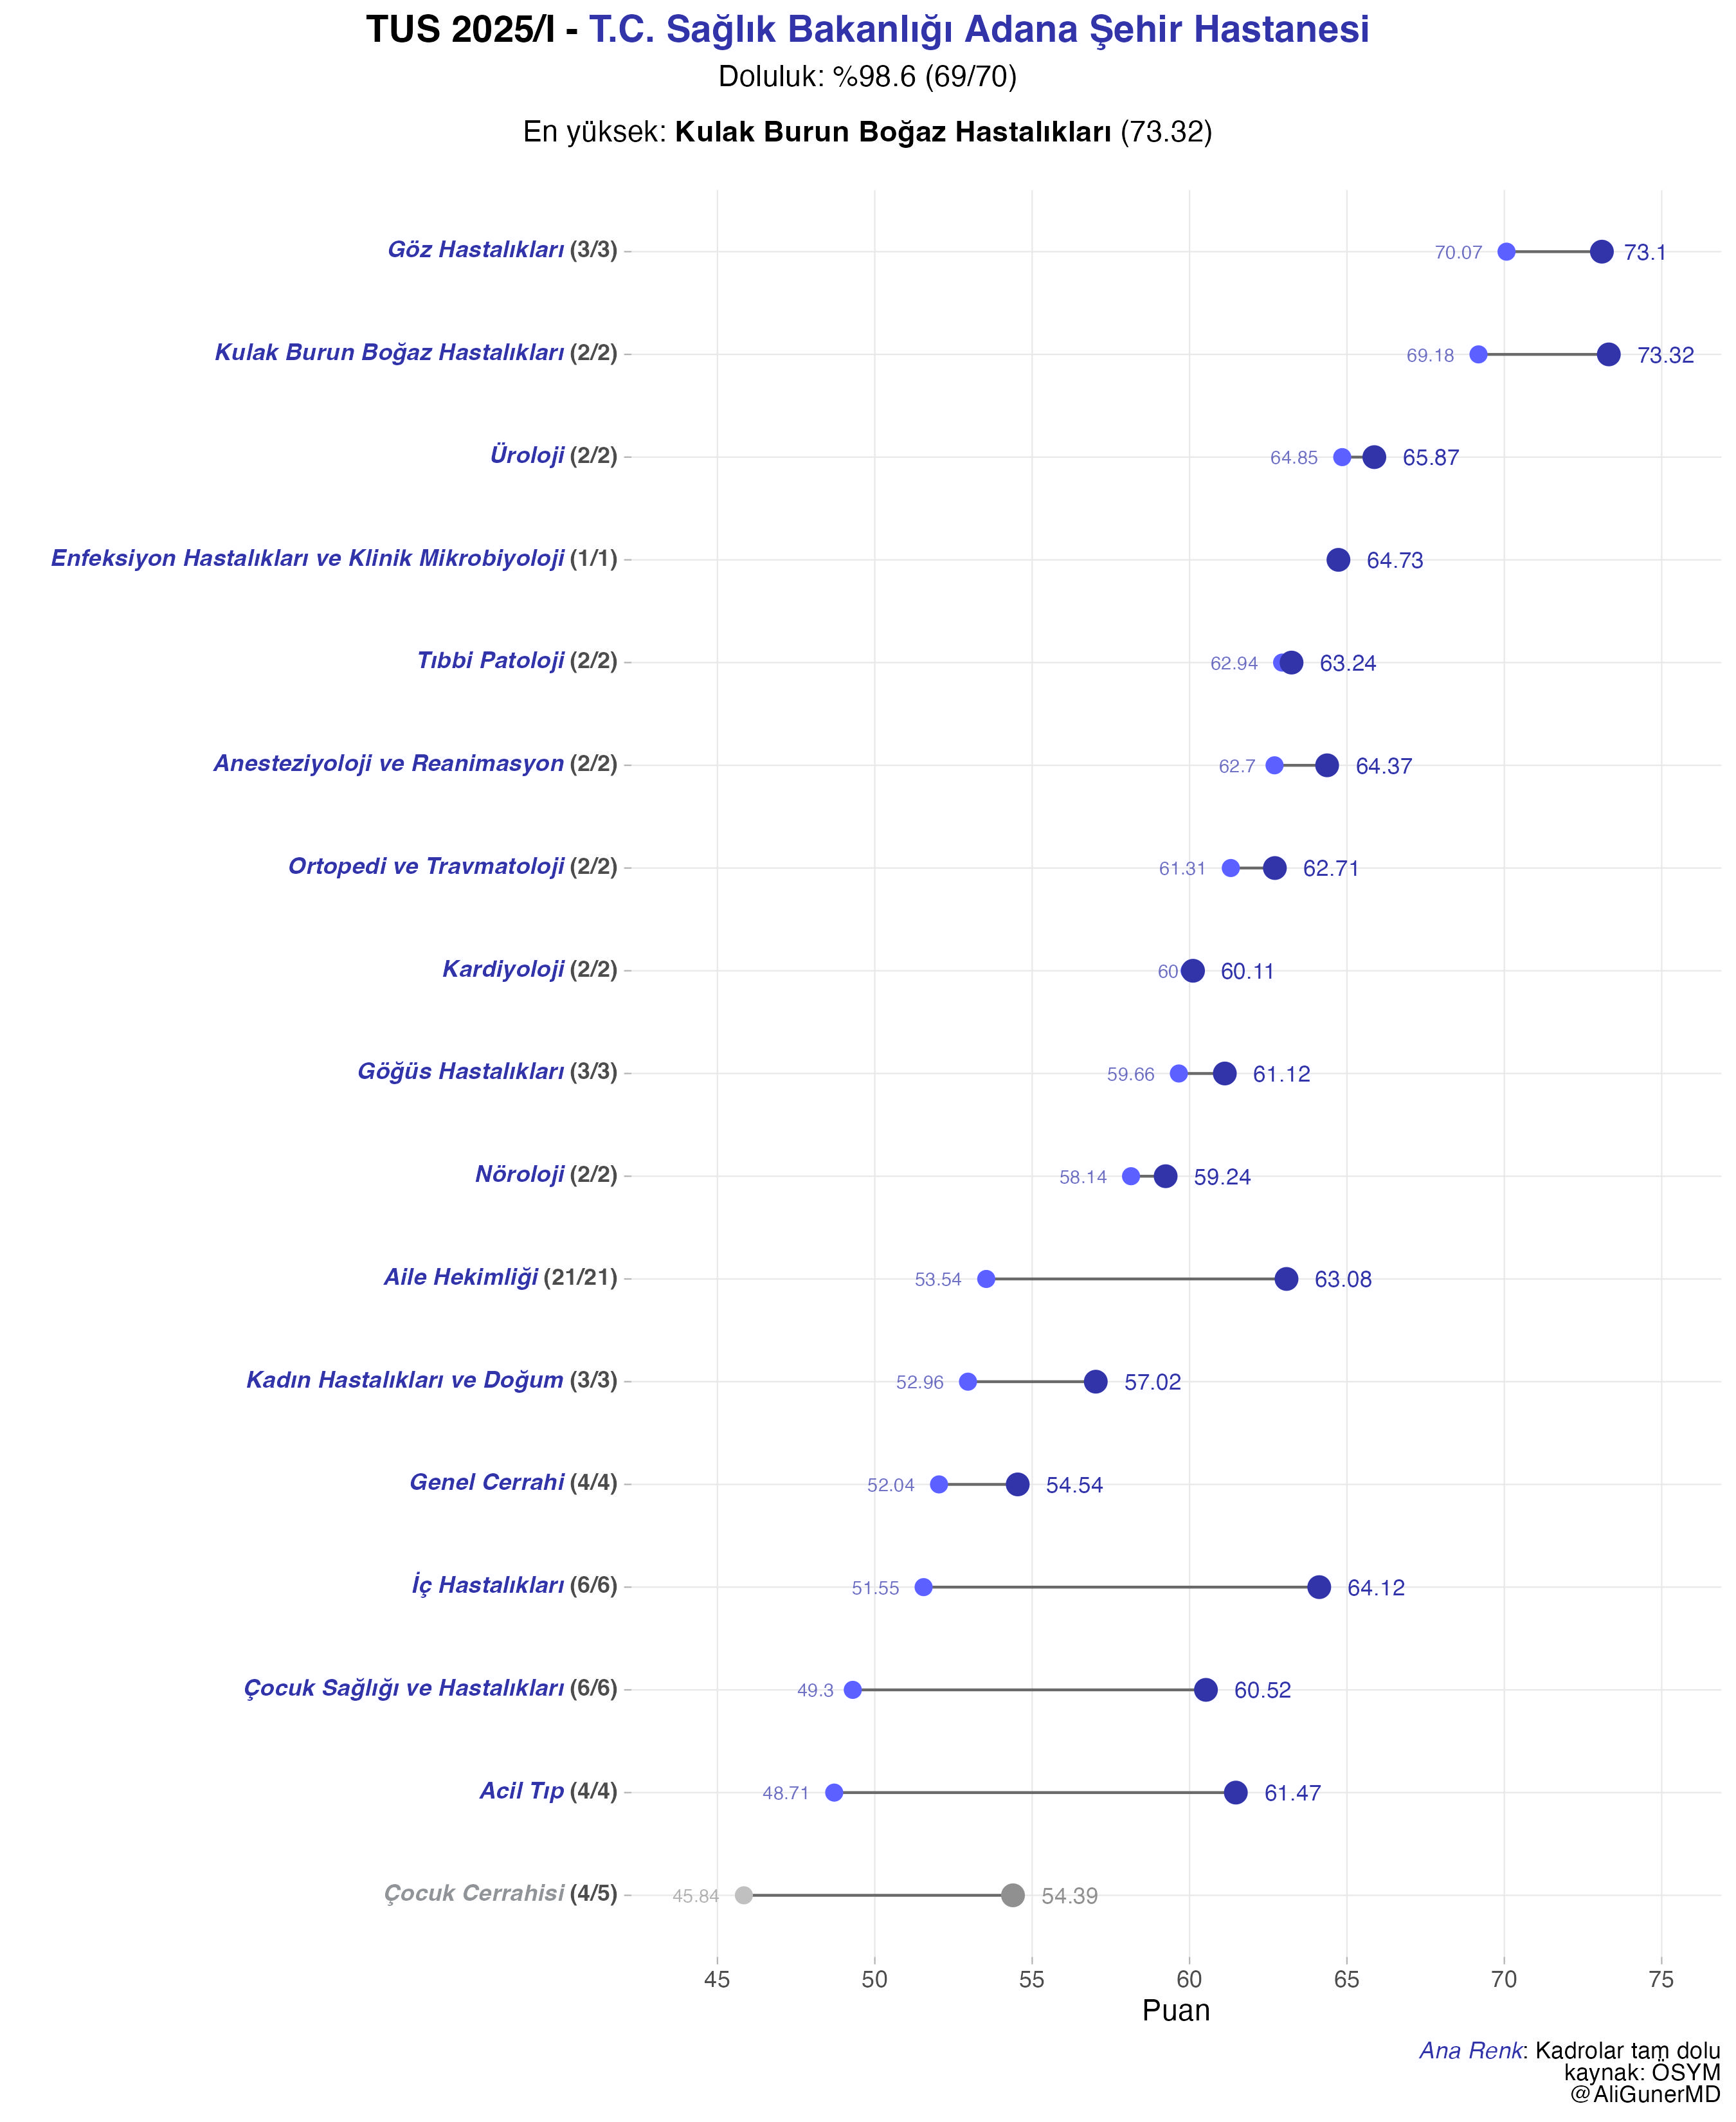 TUS 2025/I - T.C. Sağlık Bakanlığı Adana Şehir Hastanesi
Doluluk: %98.6 (69/70)
En yüksek: Kulak Burun Boğaz Hastalıkları (73.32)
Göz Hastalıkları (3/3) 70.07 73.1
Kulak Burun Boğaz Hastalıkları (2/2) 69.18 73.32
Üroloji (2/2) 64.85 65.87
Enfeksiyon Hastalıkları ve Klinik Mikrobiyoloji (1/1) 64.73
Tıbbi Patoloji (2/2) 62.94 63.24
Anesteziyoloji ve Reanimasyon (2/2) 62.7 64.37
Ortopedi ve Travmatoloji (2/2) 61.31 62.71
Kardiyoloji (2/2) 60 60.11
Göğüs Hastalıkları (3/3) 59.66 61.12
Nöroloji (2/2) 58.14 59.24
Aile Hekimliği (21/21) 53.54 63.08
Kadın Hastalıkları ve Doğum (3/3) 52.96 57.02
Genel Cerrahi (4/4) 52.04 54.54
İç Hastalıkları (6/6) 51.55 64.12
Çocuk Sağlığı ve Hastalıkları (6/6) 49.3 60.52
Acil Tıp (4/4) 48.71 61.47
Çocuk Cerrahisi (4/5) 45.84 54.39
45 50 55 60 65 70 75
Puan
Ana Renk: Kadrolar tam dolu
kaynak: ÖSYM
@AliGunerMD